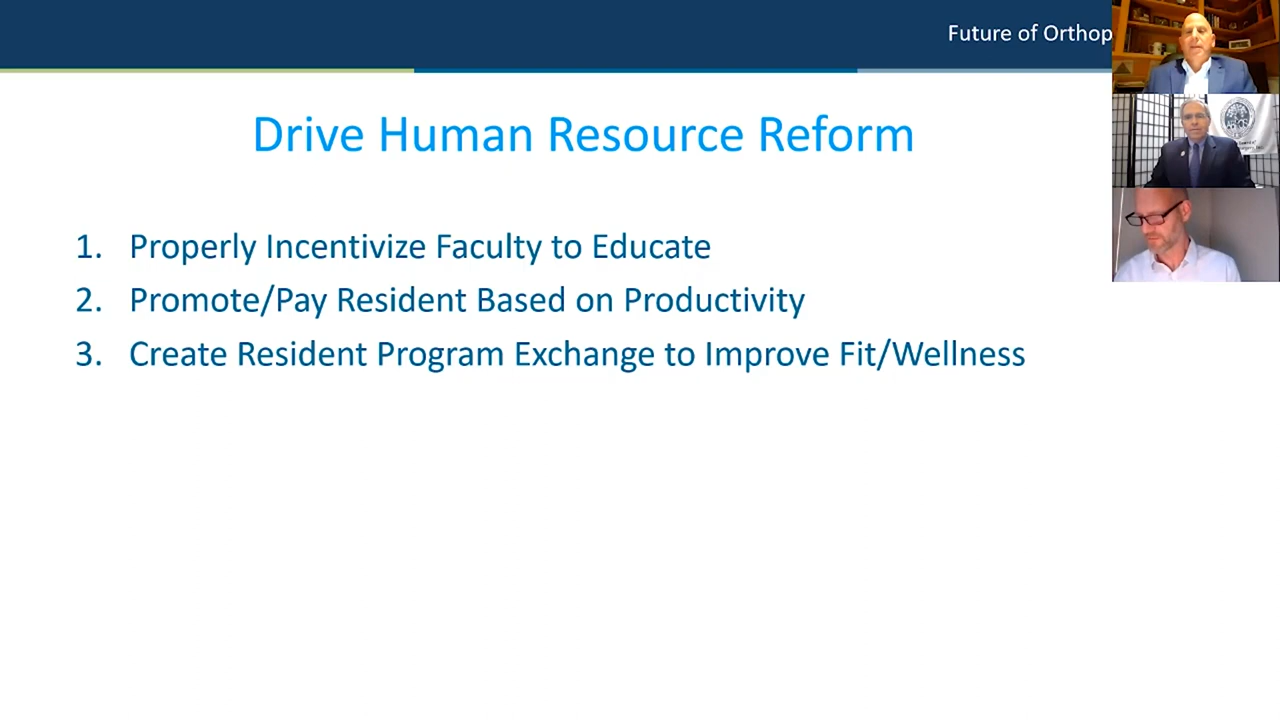 Future of Orthop
Drive Human Resource Reform
1. Properly Incentivize Faculty to Educate
2. Promote/Pay Resident Based on Productivity
3. Create Resident Program Exchange to Improve Fit/Wellness